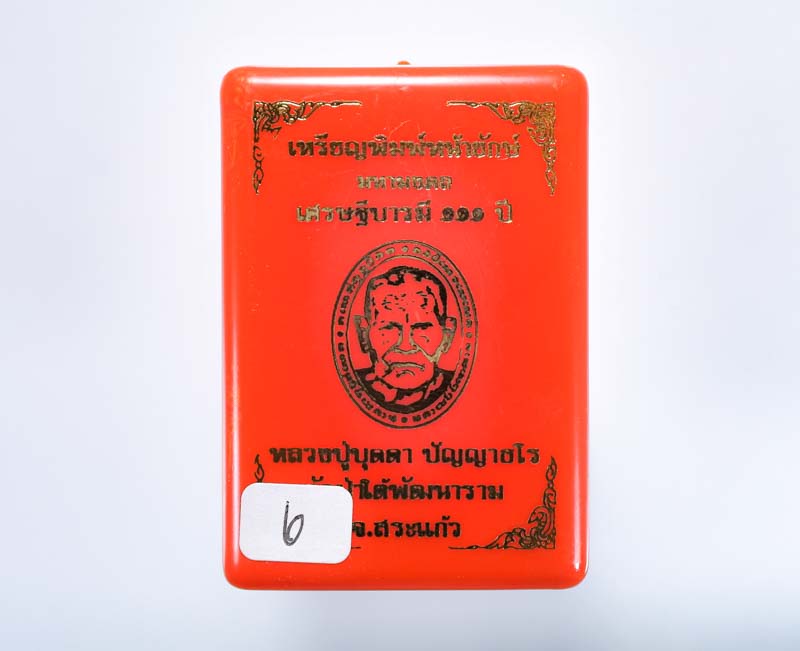 เหรียญพิมพ์หน้ายักษ์
มหามงคล
เศรษฐีบารมี ๑๑๑ ปี
หลวงปู่บุดดา ปัญญาธโร
ป่าใต้พัฒนาราม
จ.สระแก้ว
6